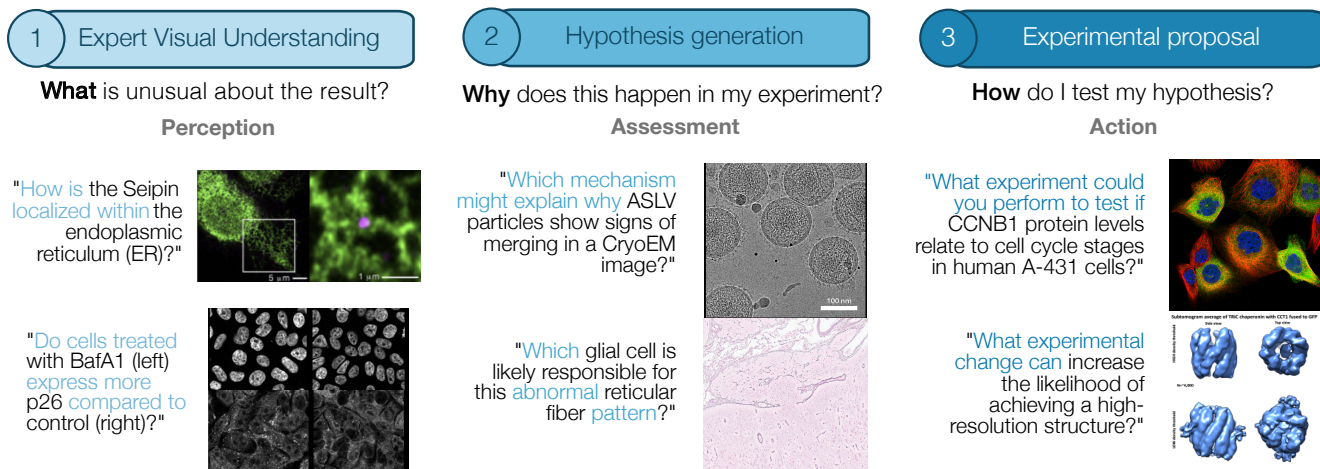 1 Expert Visual Understanding
What is unusual about the result?
Perception
"How is the Seipin
localized within the
endoplasmic
reticulum (ER)?"
5 μm
1 μm
"Do cells treated
with BafA1 (left)
express more
p26 compared to
control (right)?"
2 Hypothesis generation
Why does this happen in my experiment?
Assessment
"Which mechanism
might explain why ASLV
particles show signs of
merging in a CryoEM
image?"
100 nm
"Which glial cell is
likely responsible for
this abnormal reticular
fiber pattern?"
3 Experimental proposal
How do I test my hypothesis?
Action
"What experiment could
you perform to test if
CCNB1 protein levels
relate to cell cycle stages
in human A-431 cells?"
"What experimental
change can increase
the likelihood of
achieving a high-
resolution structure?"
Subtomogram average of TRiC chaperonin with CCT1 fused to GFP
Side view
Top view
High density threshold
Low density threshold